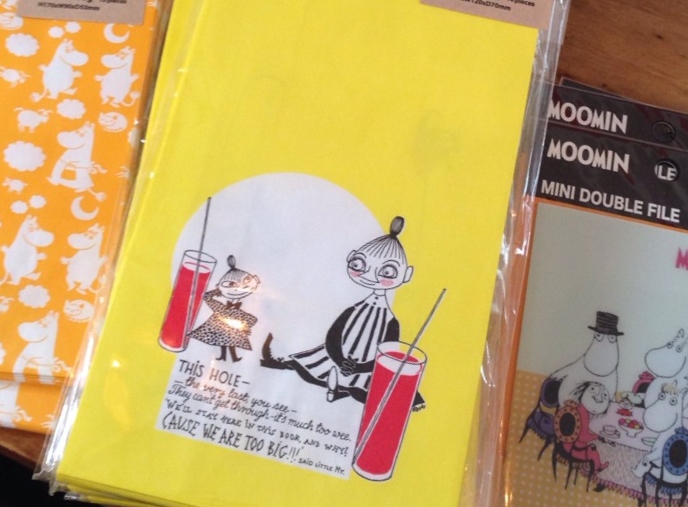 THIS HOLE—
—the very last you see—
They can't get through—it's much too wee.
"We'll stay here in this book and wait,
CAUSE WE ARE TOO BIG!!!" SAID LITTLE MY.
MOOMIN
MOOMIN
MINI DOUBLE FILE